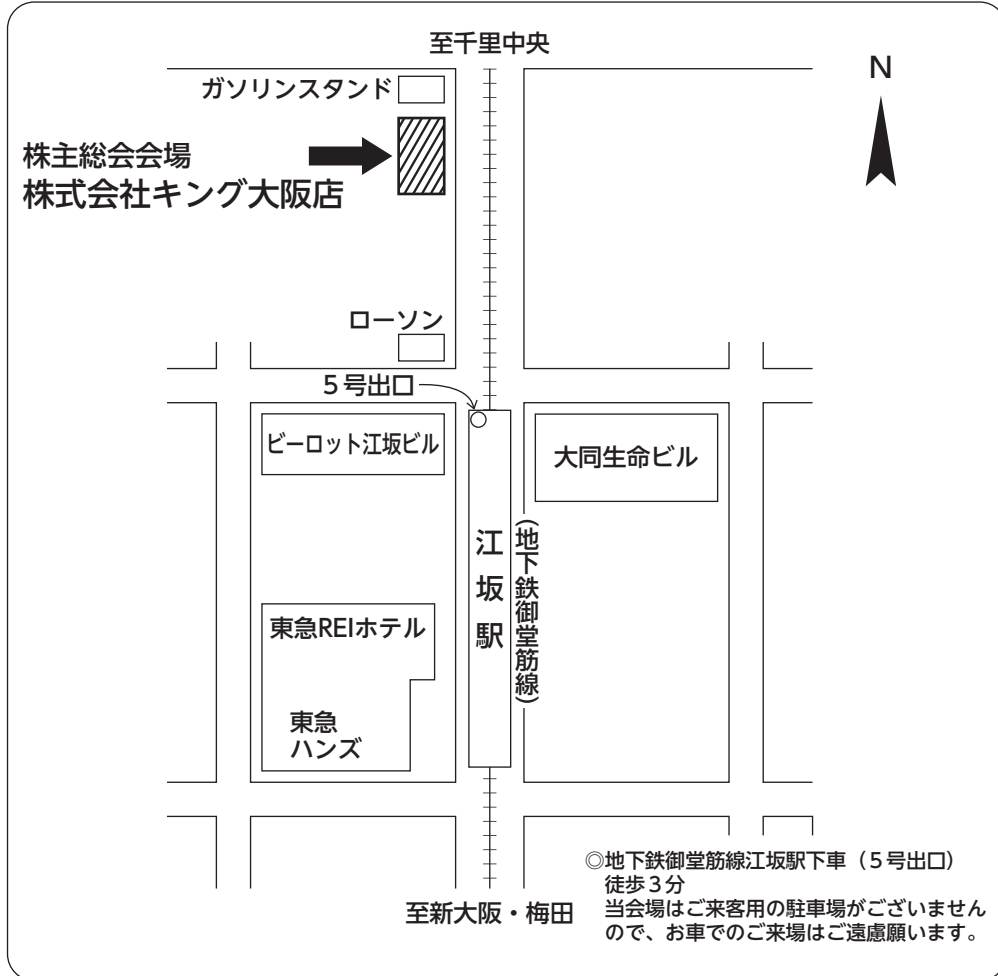 至千里中央
N
ガソリンスタンド
株主総会会場
株式会社キング大阪店
ローソン
５号出口
ビーロット江坂ビル
大同生命ビル
江坂駅
(地下鉄御堂筋線)
東急REIホテル
東急
ハンズ
◎地下鉄御堂筋線江坂駅下車（５号出口）
徒歩３分
当会場はご来客用の駐車場がございません
ので、お車でのご来場はご遠慮願います。
至新大阪・梅田